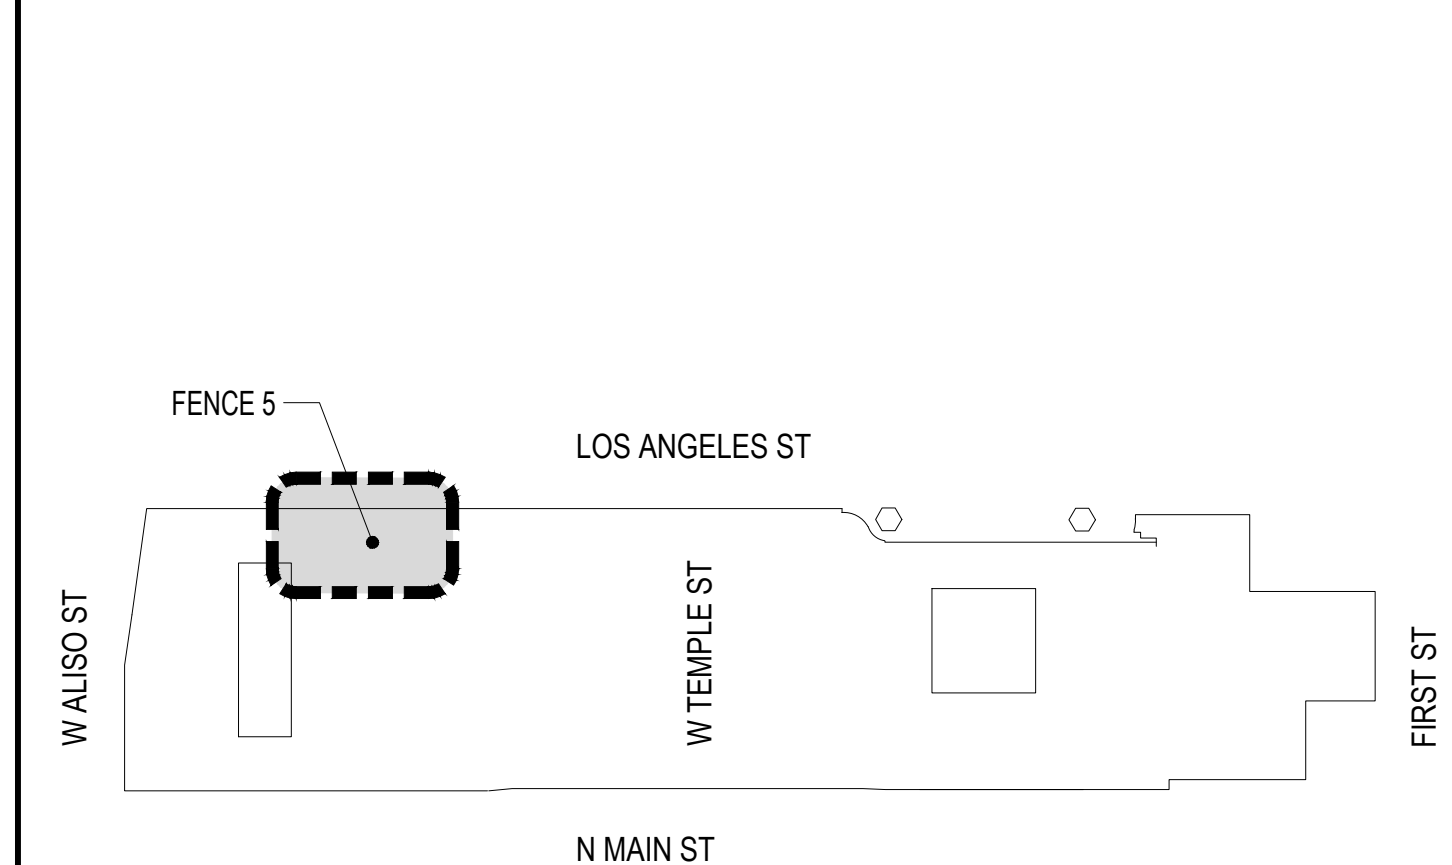 FENCE 5
LOS ANGELES ST
W ALISO ST
W TEMPLE ST
FIRST ST
N MAIN ST